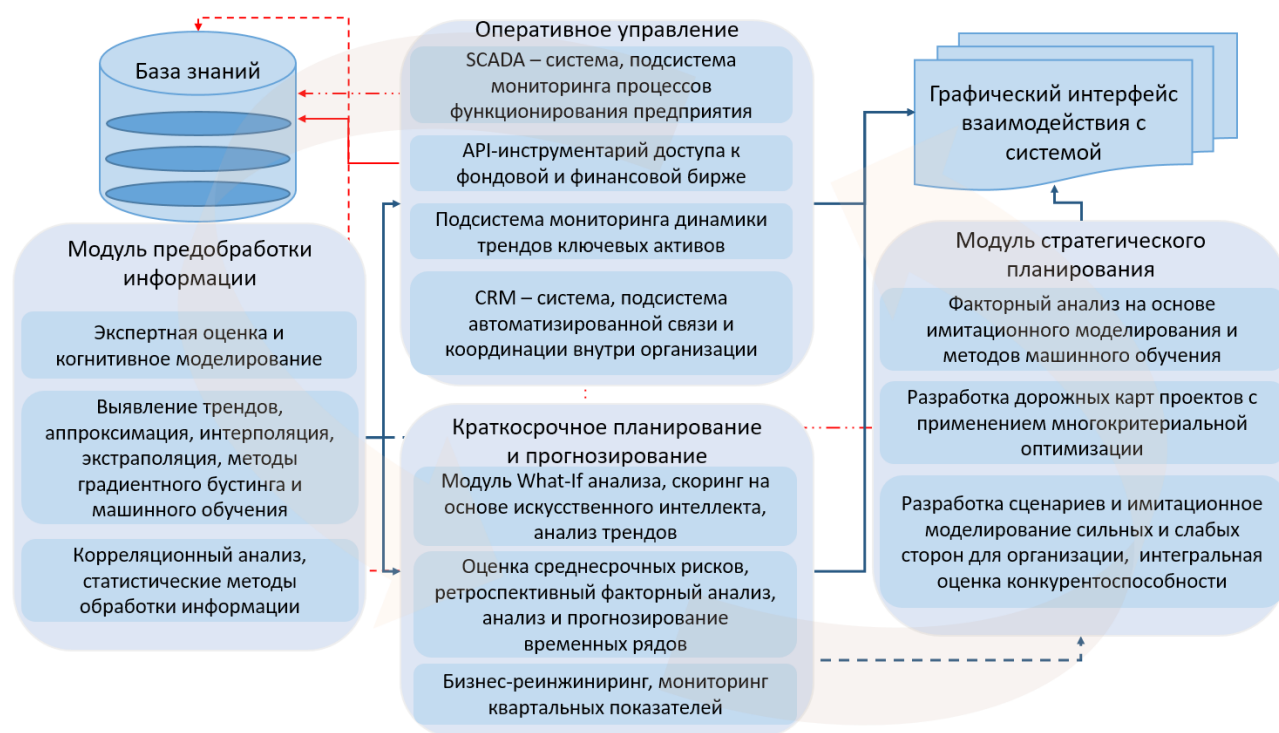 База знаний
Оперативное управление
SCADA – система, подсистема
мониторинга процессов
функционирования предприятия
API-инструментарий доступа к
фондовой и финансовой бирже
Подсистема мониторинга динамики
трендов ключевых активов
CRM – система, подсистема
автоматизированной связи и
координации внутри организации
Графический интерфейс
взаимодействия с
системой
Модуль предобработки
информации
Экспертная оценка и
когнитивное моделирование
Выявление трендов,
аппроксимация, интерполяция,
экстраполяция, методы
градиентного бустинга и
машинного обучения
Корреляционный анализ,
статистические методы
обработки информации
Краткосрочное планирование
и прогнозирование
Модуль What-If анализа, скоринг на
основе искусственного интеллекта,
анализ трендов
Оценка среднесрочных рисков,
ретроспективный факторный анализ,
анализ и прогнозирование
временных рядов
Бизнес-реинжиниринг, мониторинг
квартальных показателей
Модуль стратегического
планирования
Факторный анализ на основе
имитационного моделирования и
методов машинного обучения
Разработка дорожных карт проектов с
применением многокритериальной
оптимизации
Разработка сценариев и имитационное
моделирование сильных и слабых
сторон для организации, интегральная
оценка конкурентоспособности